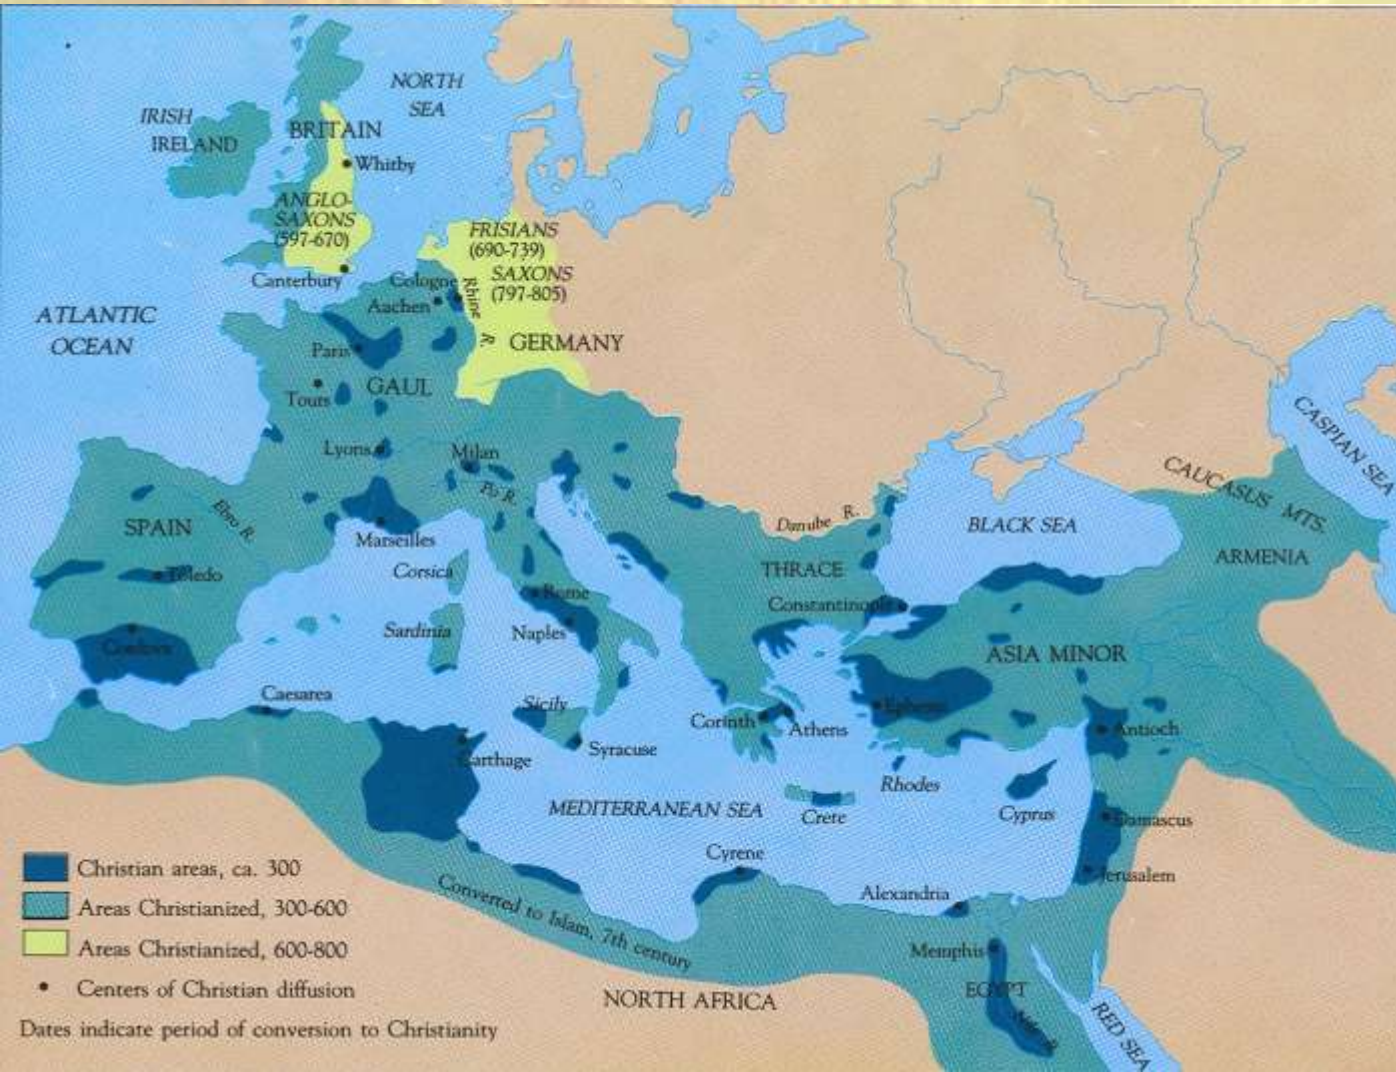 NORTH
SEA
IRISH
IRELAND
BRITAIN
Whitby
ANGLO-
SAXONS
(597-670)
FRISIANS
(690-739)
SAXONS
(797-805)
Canterbury
Cologne
Aachen
Rhine
R.
GERMANY
ATLANTIC
OCEAN
Paris
GAUL
Tours
Lyons
Milan
Po R.
CASPIAN SEA
CAUCASUS MTS.
SPAIN
Ebro R.
Marseilles
Danube R.
BLACK SEA
ARMENIA
Toledo
Corsica
THRACE
Rome
Constantinople
Sardinia
Naples
Cordova
ASIA MINOR
Caesarea
Sicily
Ephesus
Corinth
Athens
Antioch
Syracuse
Carthage
Rhodes
MEDITERRANEAN SEA
Crete
Cyprus
Damascus
Cyrene
Jerusalem
Alexandria
Converted to Islam, 7th century
Memphis
EGYPT
Nile R.
NORTH AFRICA
RED SEA
Christian areas, ca. 300
Areas Christianized, 300-600
Areas Christianized, 600-800
Centers of Christian diffusion
Dates indicate period of conversion to Christianity